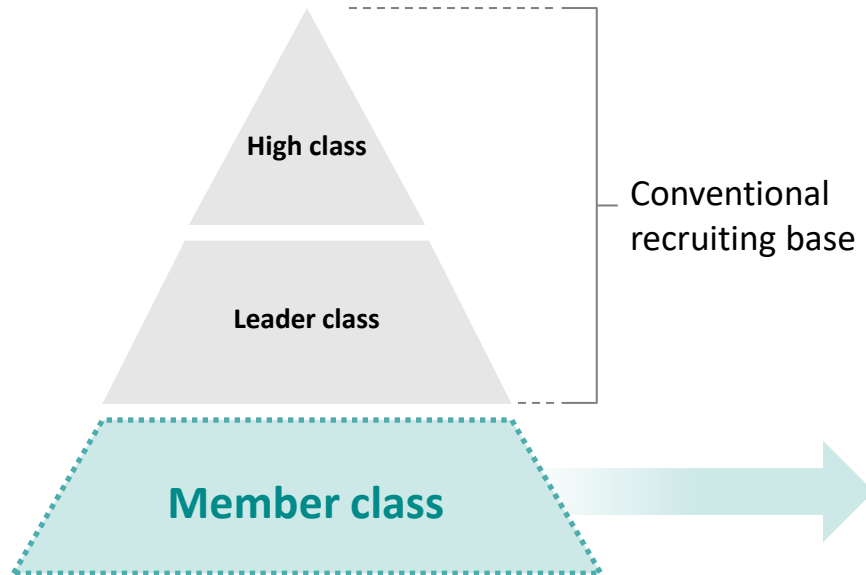 High class
Conventional
recruiting base
Leader class
Member class